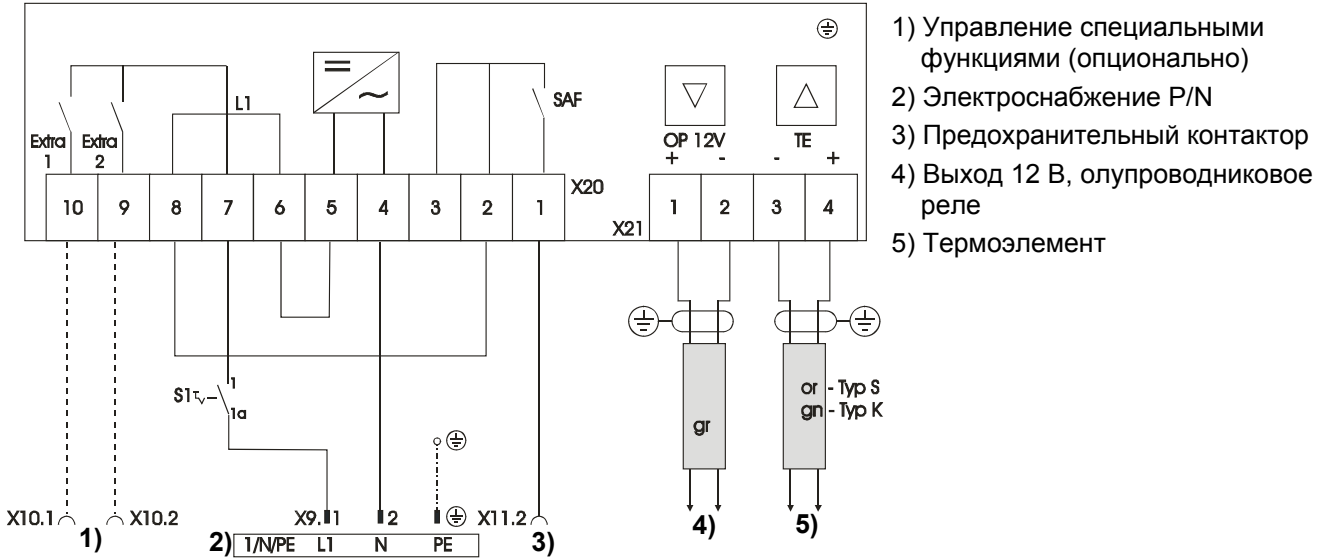 L1
SAF
Extra
1
Extra
2
OP 12V
+ -
TE
- +
10 9 8 7 6 5 4 3 2 1
X20
X21
1 2 3 4
S1
1
1a
gr
or - Typ S
gn - Typ K
X10.1
X10.2
1)
X9.1
2
X11.2
2)
1/N/PE L1 N PE
3)
4)
5)
1) Управление специальными
функциями (опционально)
2) Электроснабжение P/N
3) Предохранительный контактор
4) Выход 12 В, олупроводниковое
реле
5) Термоэлемент